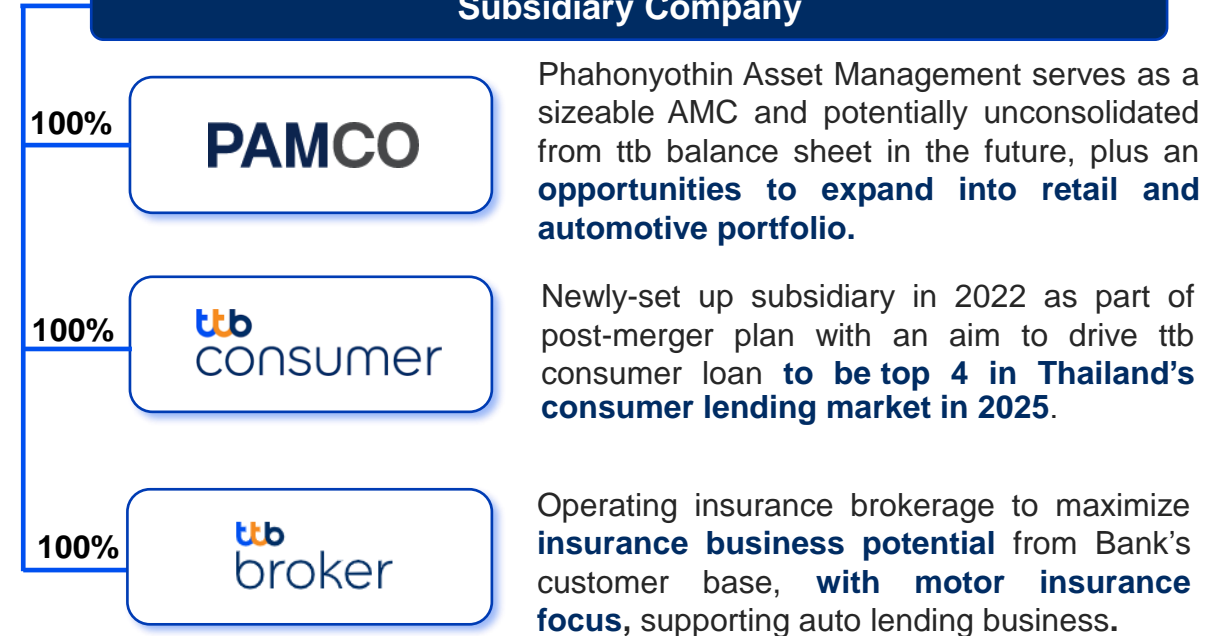 Subsidiary Company
100%
PAMCO
Phahonyothin Asset Management serves as a
sizeable AMC and potentially unconsolidated
from ttb balance sheet in the future, plus an
opportunities to expand into retail and
automotive portfolio.
100%
ttb
consumer
Newly-set up subsidiary in 2022 as part of
post-merger plan with an aim to drive ttb
consumer loan to be top 4 in Thailand's
consumer lending market in 2025.
100%
ttb
broker
Operating insurance brokerage to maximize
insurance business potential from Bank's
customer base, with motor insurance
focus, supporting auto lending business.